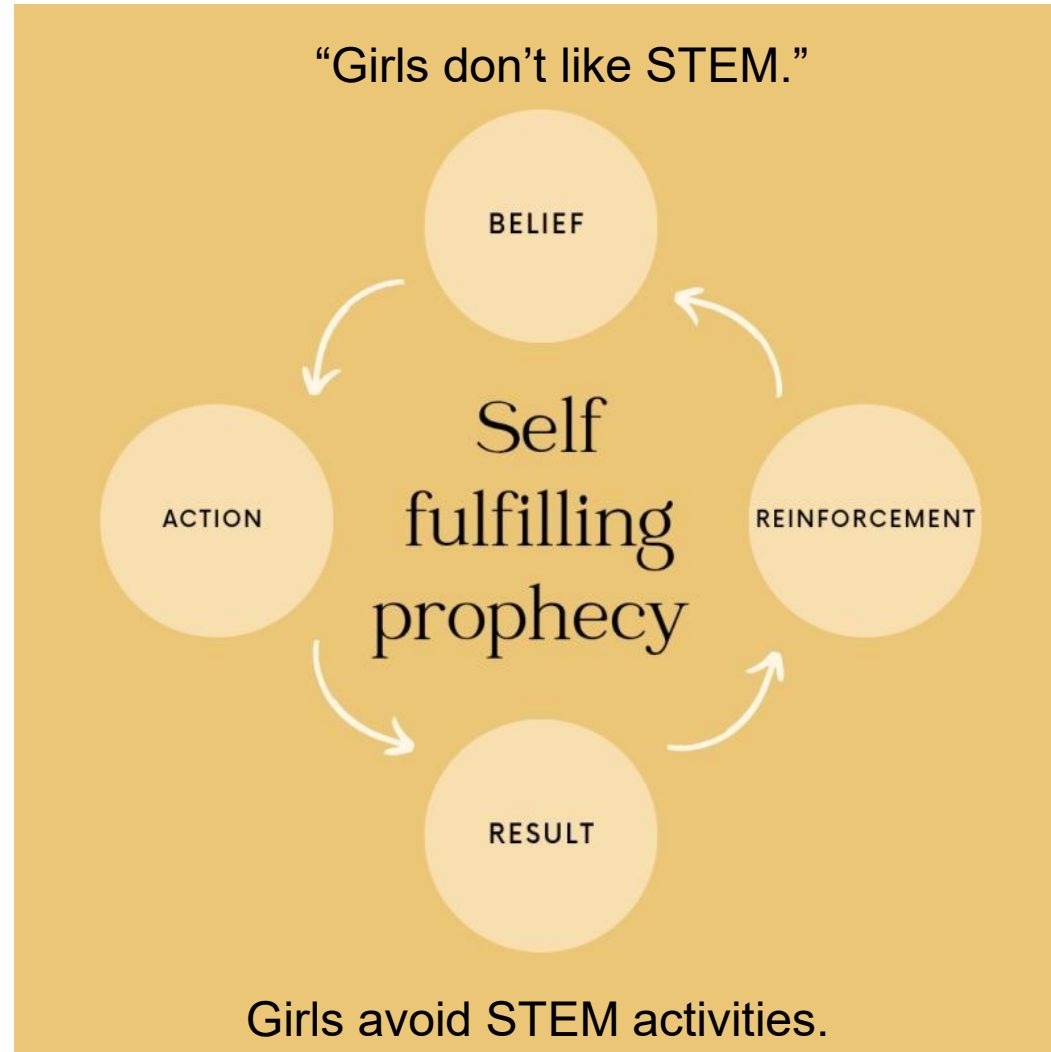 “Girls don’t like STEM.”
BELIEF
Self
fulfilling
prophecy
ACTION
REINFORCEMENT
RESULT
Girls avoid STEM activities.